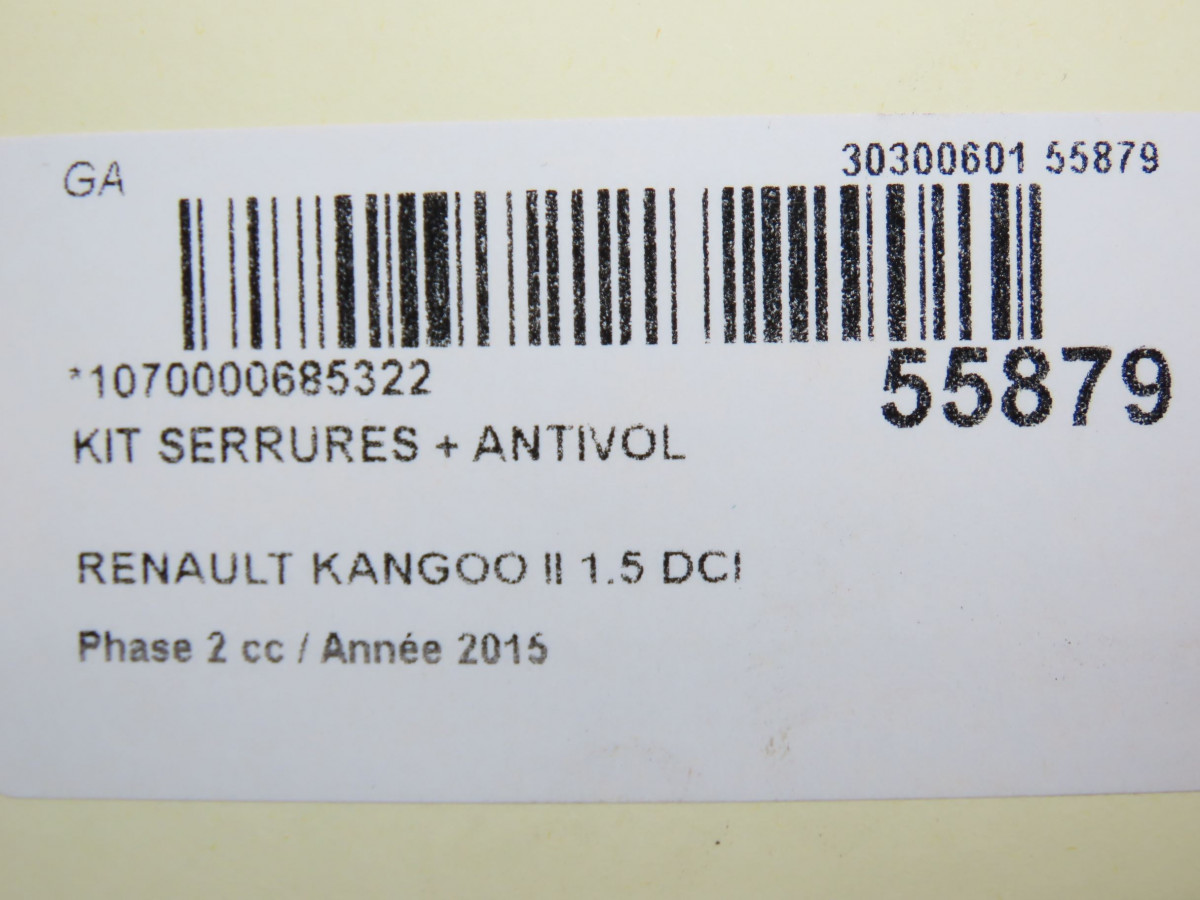 GA
30300601 55879
*1070000685322
55879
KIT SERRURES + ANTIVOL
RENAULT KANGOO II 1.5 DCI
Phase 2 cc / Année 2015